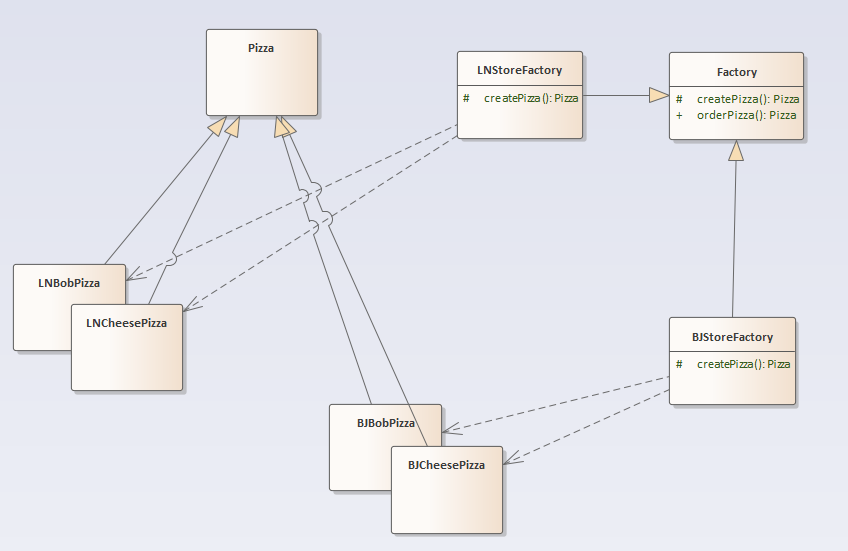 Pizza
LNStoreFactory
# createPizza(): Pizza
Factory
# createPizza(): Pizza
+ orderPizza(): Pizza
LNBobPizza
LNCheesePizza
BJStoreFactory
# createPizza(): Pizza
BJBobPizza
BJCheesePizza